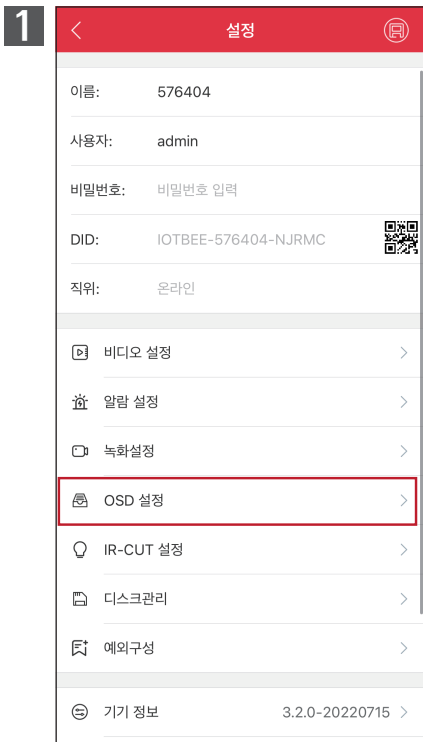 1
설정
이름: 576404
사용자: admin
비밀번호: 비밀번호 입력
DID: IOTBEE-576404-NJRMC
직위: 온라인
비디오 설정
알람 설정
녹화설정
OSD 설정
IR-CUT 설정
디스크관리
예외구성
기기 정보 3.2.0-20220715